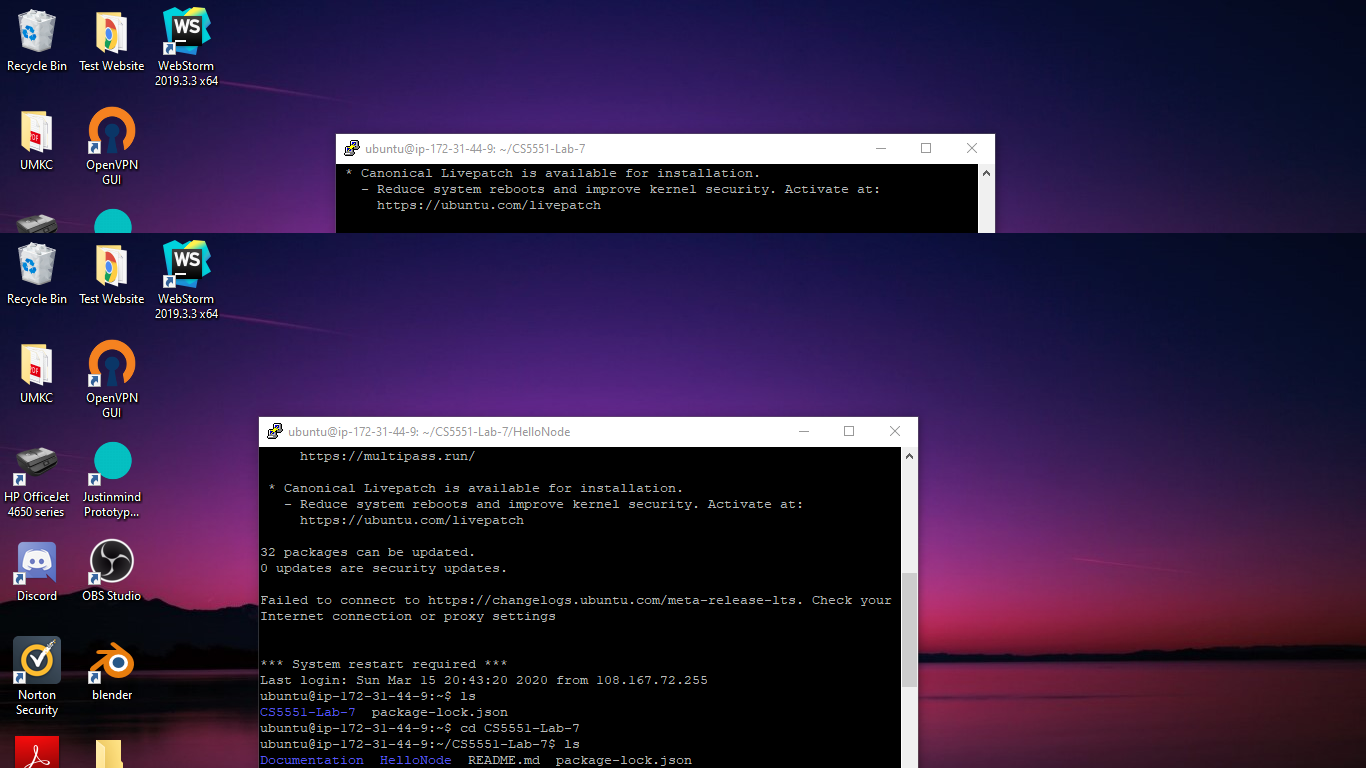 Recycle Bin
Test Website
WebStorm
2019.3.3 x64
WS
UMKC
PDF
OpenVPN
GUI
ubuntu@ip-172-31-44-9: ~/CS5551-Lab-7
* Canonical Livepatch is available for installation.
- Reduce system reboots and improve kernel security. Activate at:
https://ubuntu.com/livepatch
Recycle Bin
Test Website
WebStorm
2019.3.3 x64
WS
UMKC
PDF
OpenVPN
GUI
HP OfficeJet
4650 series
Justinmind
Prototyp...
Discord
OBS Studio
Norton
Security
blender
ubuntu@ip-172-31-44-9: ~/CS5551-Lab-7/HelloNode
https://multipass.run/
* Canonical Livepatch is available for installation.
- Reduce system reboots and improve kernel security. Activate at:
https://ubuntu.com/livepatch
32 packages can be updated.
0 updates are security updates.
Failed to connect to https://changelogs.ubuntu.com/meta-release-lts. Check your
Internet connection or proxy settings
*** System restart required ***
Last login: Sun Mar 15 20:43:20 2020 from 108.167.72.255
ubuntu@ip-172-31-44-9:~$ ls
CS5551-Lab-7  package-lock.json
ubuntu@ip-172-31-44-9:~$ cd CS5551-Lab-7
ubuntu@ip-172-31-44-9:~/CS5551-Lab-7$ ls
Documentation  HelloNode  README.md  package-lock.json